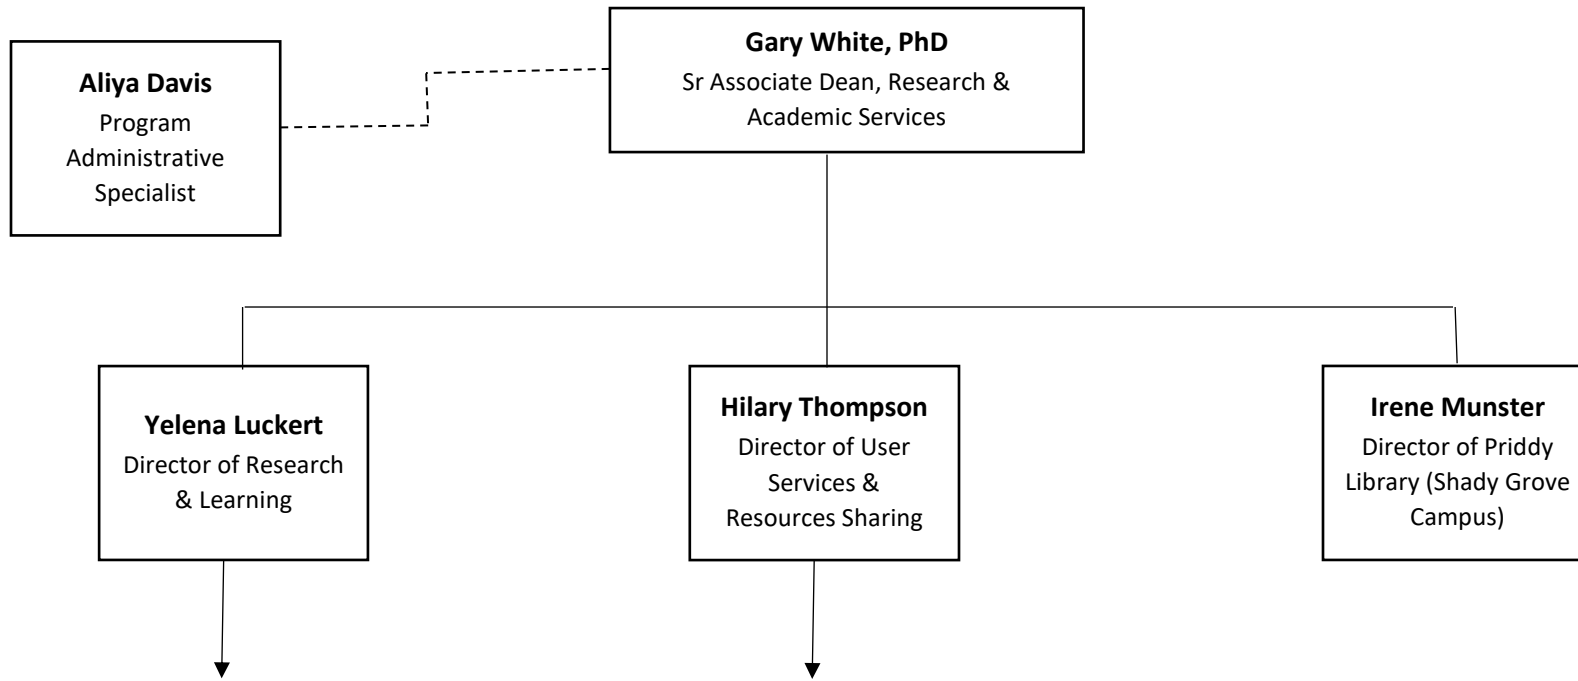 Gary White, PhD
Sr Associate Dean, Research &
Academic Services
Aliya Davis
Program
Administrative
Specialist
Yelena Luckert
Director of Research
& Learning
Hilary Thompson
Director of User
Services &
Resources Sharing
Irene Munster
Director of Priddy
Library (Shady Grove
Campus)